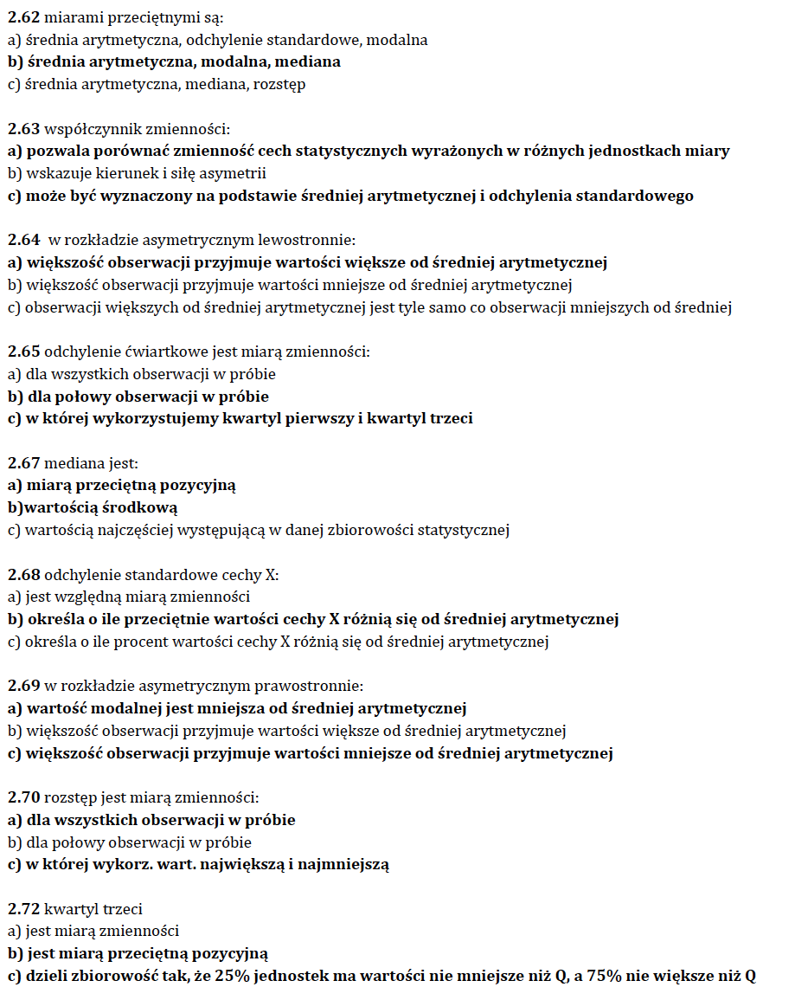 2.62 miarami przeciętnymi są:
a) średnia arytmetyczna, odchylenie standardowe, modalna
b) średnia arytmetyczna, modalna, mediana
c) średnia arytmetyczna, mediana, rozstęp
2.63 współczynnik zmienności:
a) pozwala porównać zmienność cech statystycznych wyrażonych w różnych jednostkach miary
b) wskazuje kierunek i siłę asymetrii
c) może być wyznaczony na podstawie średniej arytmetycznej i odchylenia standardowego
2.64 w rozkładzie asymetrycznym lewostronnie:
a) większość obserwacji przyjmuje wartości większe od średniej arytmetycznej
b) większość obserwacji przyjmuje wartości mniejsze od średniej arytmetycznej
c) obserwacji większych od średniej arytmetycznej jest tyle samo co obserwacji mniejszych od średniej
2.65 odchylenie ćwiartkowe jest miarą zmienności:
a) dla wszystkich obserwacji w próbie
b) dla połowy obserwacji w próbie
c) w której wykorzystujemy kwartyl pierwszy i kwartyl trzeci
2.67 mediana jest:
a) miarą przeciętną pozycyjną
b)wartością środkową
c) wartością najczęściej występującą w danej zbiorowości statystycznej
2.68 odchylenie standardowe cechy X:
a) jest względną miarą zmienności
b) określa o ile przeciętnie wartości cechy X różnią się od średniej arytmetycznej
c) określa o ile procent wartości cechy X różnią się od średniej arytmetycznej
2.69 w rozkładzie asymetrycznym prawostronnie:
a) wartość modalnej jest mniejsza od średniej arytmetycznej
b) większość obserwacji przyjmuje wartości większe od średniej arytmetycznej
c) większość obserwacji przyjmuje wartości mniejsze od średniej arytmetycznej
2.70 rozstęp jest miarą zmienności:
a) dla wszystkich obserwacji w próbie
b) dla połowy obserwacji w próbie
c) w której wykorz. wart. największą i najmniejszą
2.72 kwartyl trzeci
a) jest miarą zmienności
b) jest miarą przeciętną pozycyjną
c) dzieli zbiorowość tak, że 25% jednostek ma wartości nie mniejsze niż Q, a 75% nie większe niż Q